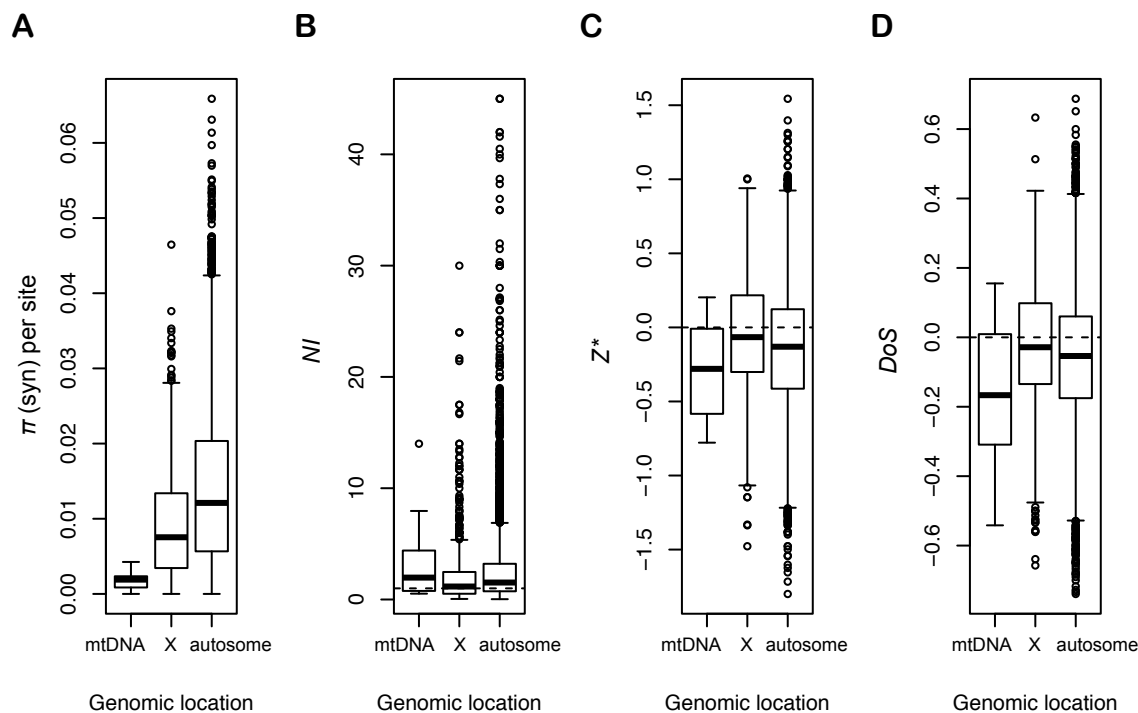 A
B
C
D
π (syn) per site
0.00
0.01
0.02
0.03
0.04
0.05
0.06
mtDNA X autosome
Genomic location
NI
0
10
20
30
40
mtDNA X autosome
Genomic location
Z*
−1.5
−1.0
−0.5
0.0
0.5
1.0
1.5
mtDNA X autosome
Genomic location
DoS
−0.6
−0.4
−0.2
0.0
0.2
0.4
0.6
mtDNA X autosome
Genomic location